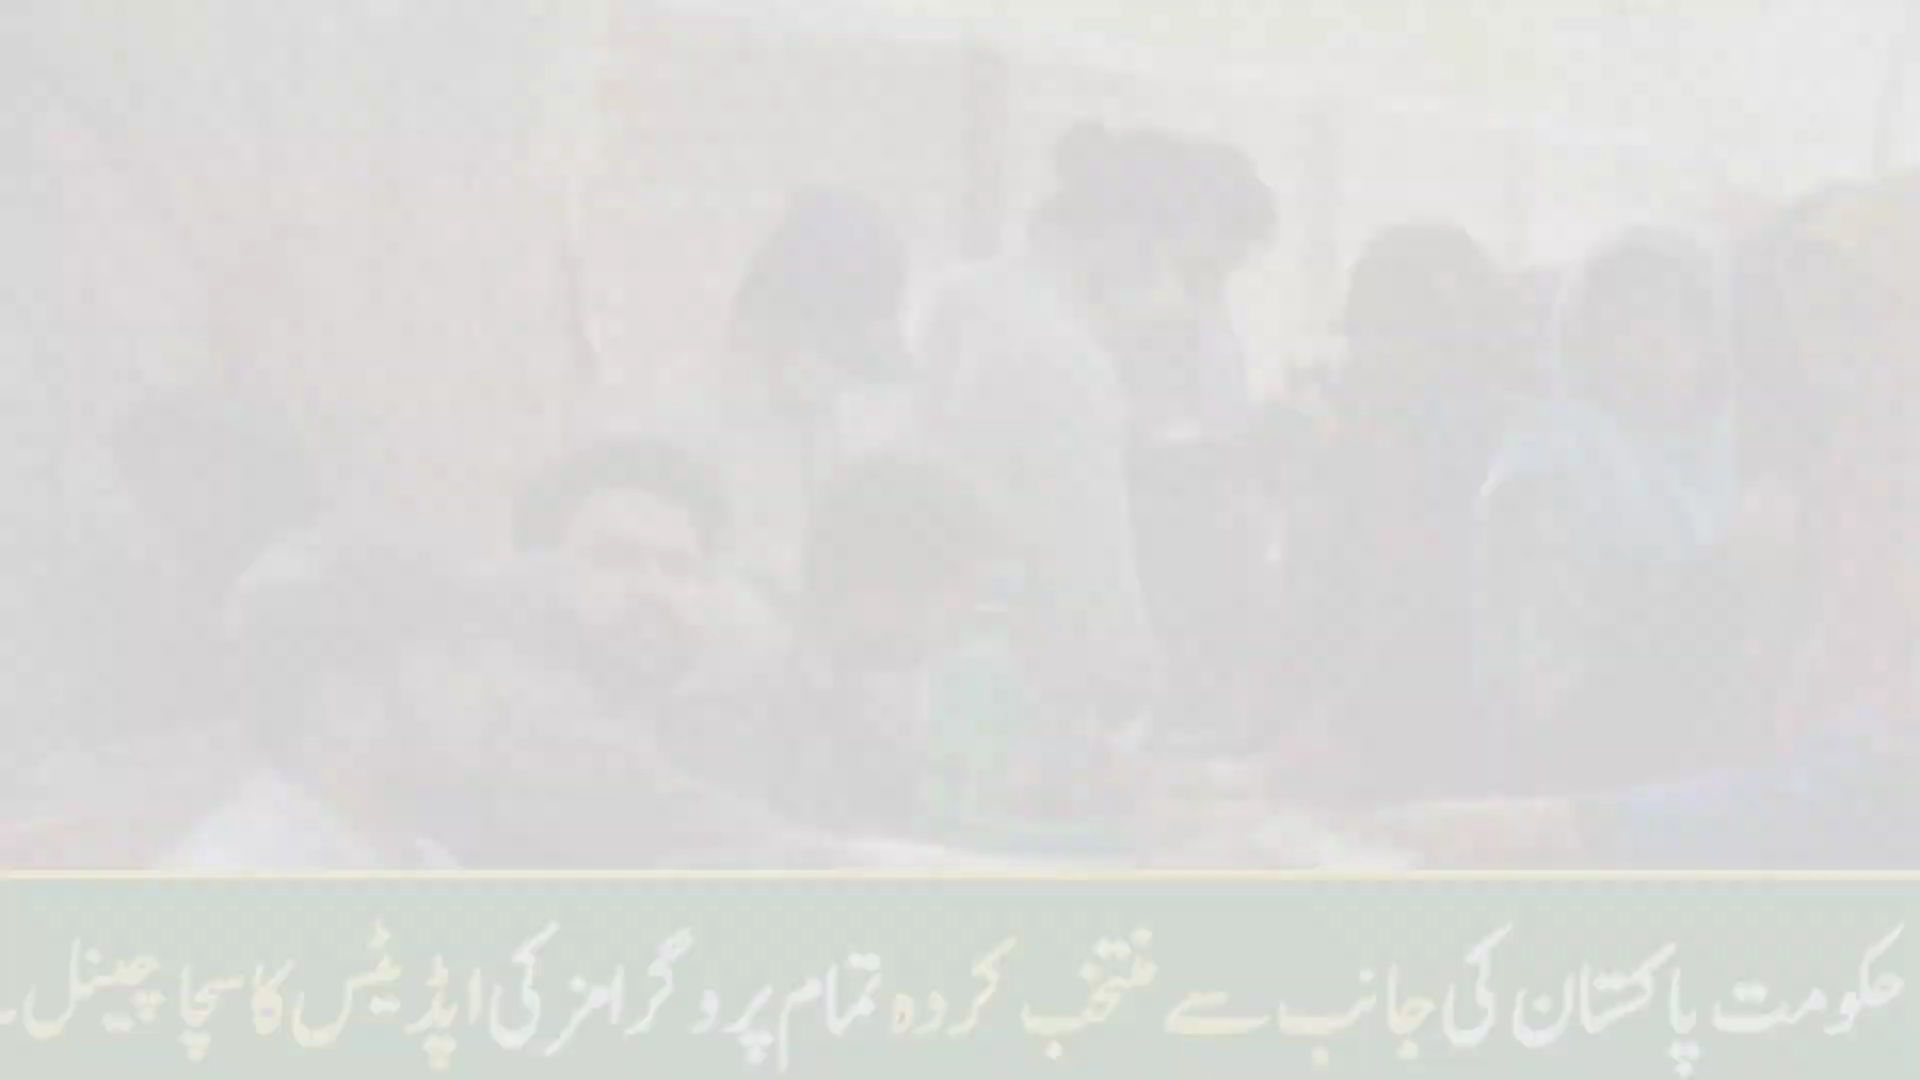 حکومت پاکستان کی جانب سے منتخب کردہ تمام پروگرامز کی اپڈیٹس کا سچا چینل۔